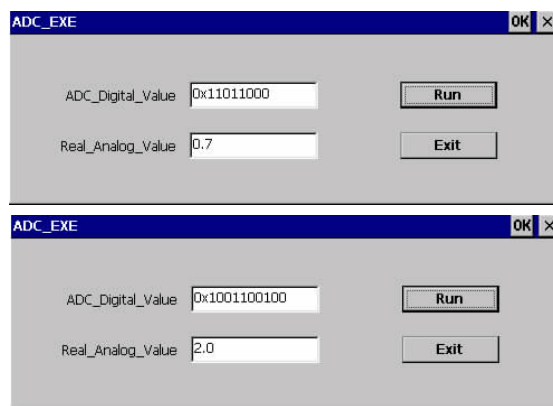 ADC_EXE OK ×
ADC_Digital_Value 0x11011000 Run
Real_Analog_Value 0.7 Exit
ADC_EXE OK ×
ADC_Digital_Value 0x1001100100 Run
Real_Analog_Value 2.0 Exit